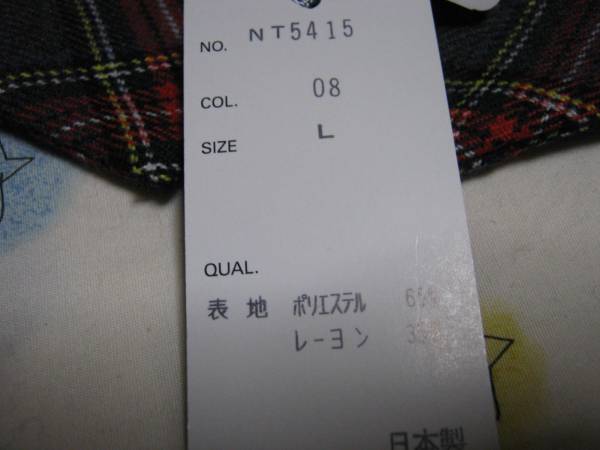 NO. NT5415
COL. 08
SIZE L
QUAL.
表地 ポリエステル
レーヨン
日本製